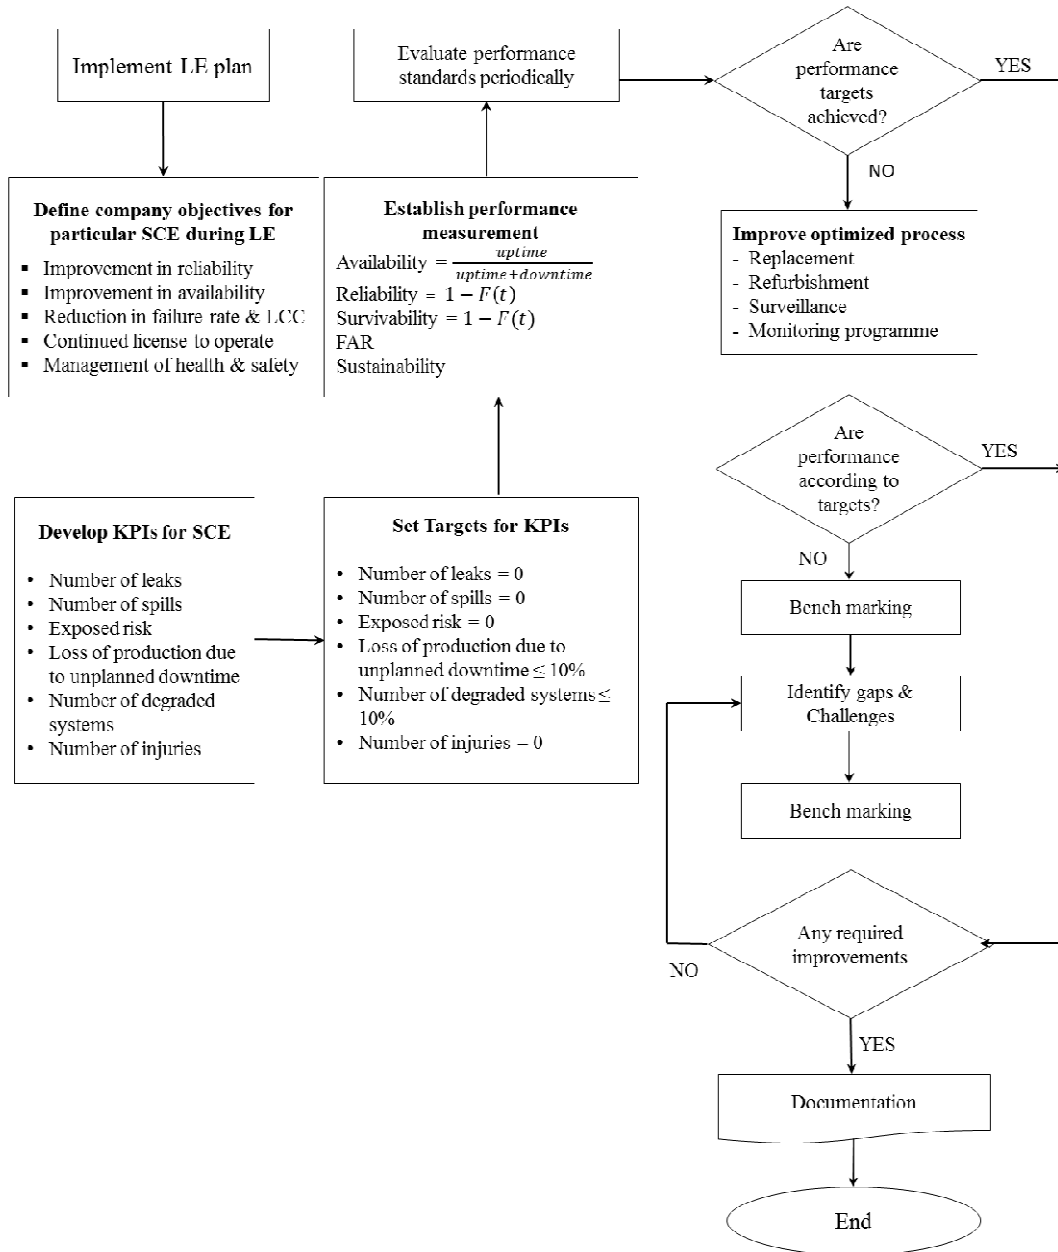 Implement LE plan
Define company objectives for
particular SCE during LE
▪ Improvement in reliability
▪ Improvement in availability
▪ Reduction in failure rate & LCC
▪ Continued license to operate
▪ Management of health & safety
Develop KPIs for SCE
• Number of leaks
• Number of spills
• Exposed risk
• Loss of production due
to unplanned downtime
• Number of degraded
systems
• Number of injuries
Set Targets for KPIs
• Number of leaks = 0
• Number of spills = 0
• Exposed risk = 0
• Loss of production due to
unplanned downtime ≤ 10%
• Number of degraded systems ≤
10%
• Number of injuries = 0
Establish performance
measurement
Availability = uptime / uptime+downtime
Reliability = 1 − F(t)
Survivability = 1 − F(t)
FAR
Sustainability
Evaluate performance
standards periodically
Are
performance
targets
achieved?
YES
NO
Improve optimized process
- Replacement
- Refurbishment
- Surveillance
- Monitoring programme
Are
performance
according to
targets?
YES
NO
Bench marking
Identify gaps &
Challenges
Bench marking
Any required
improvements
NO
YES
Documentation
End